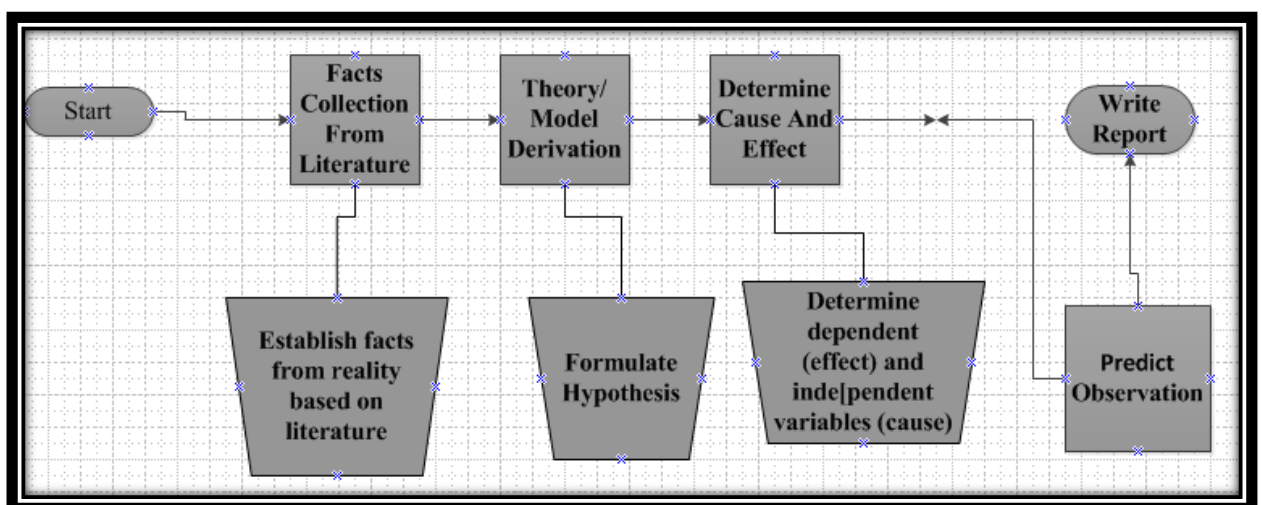 Start
Facts
Collection
From
Literature
Theory/
Model
Derivation
Determine
Cause And
Effect
Write
Report
Establish facts
from reality
based on
literature
Formulate
Hypothesis
Determine
dependent
(effect) and
inde[pendent
variables (cause)
Predict
Observation